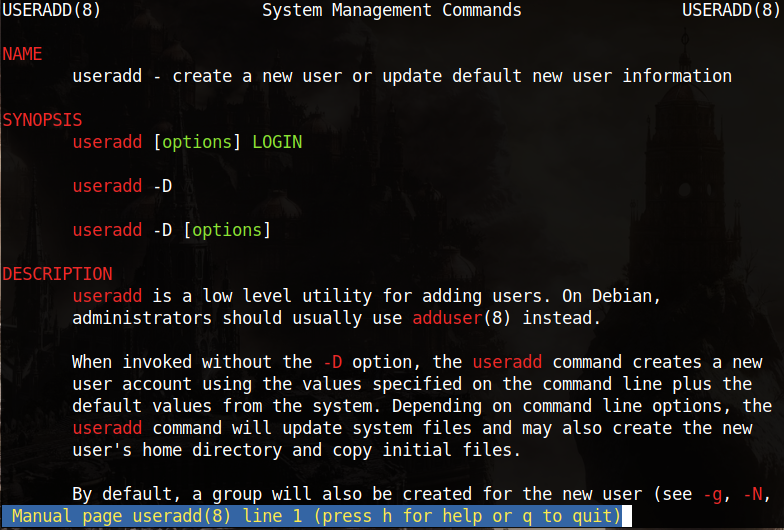 USERADD(8) System Management Commands USERADD(8)
NAME
useradd - create a new user or update default new user information
SYNOPSIS
useradd [options] LOGIN
useradd -D
useradd -D [options]
DESCRIPTION
useradd is a low level utility for adding users. On Debian,
administrators should usually use adduser(8) instead.
When invoked without the -D option, the useradd command creates a new
user account using the values specified on the command line plus the
default values from the system. Depending on command line options, the
useradd command will update system files and may also create the new
user's home directory and copy initial files.
By default, a group will also be created for the new user (see -g, -N,
Manual page useradd(8) line 1 (press h for help or q to quit)